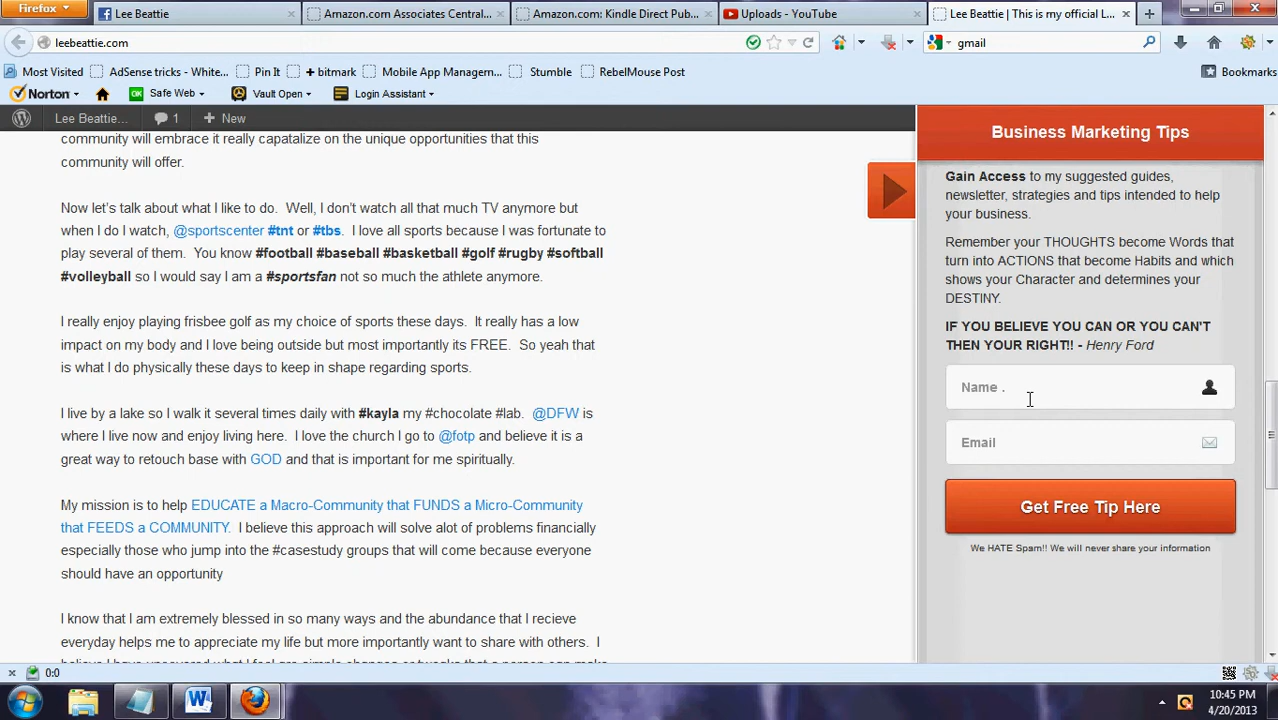 Firefox
Lee Beattie
Amazon.com Associates Central...
Amazon.com: Kindle Direct Pub...
Uploads - YouTube
Lee Beattie | This is my official L...
leebeattie.com
gmail
Most Visited
AdSense tricks - White...
Pin It
+ bitmark
Mobile App Managem...
Stumble
RebelMouse Post
Bookmarks
Norton
Safe Web
Vault Open
Login Assistant
Lee Beattie...
1
New
community will embrace it really capatalize on the unique opportunities that this
community will offer.
Now let's talk about what I like to do. Well, I don't watch all that much TV anymore but
when I do I watch, @sportscenter #tnt or #tbs. I love all sports because I was fortunate to
play several of them. You know #football #baseball #basketball #golf #rugby #softball
#volleyball so I would say I am a #sportsfan not so much the athlete anymore.
I really enjoy playing frisbee golf as my choice of sports these days. It really has a low
impact on my body and I love being outside but most importantly its FREE. So yeah that
is what I do physically these days to keep in shape regarding sports.
I live by a lake so I walk it several times daily with #kayla my #chocolate #lab. @DFW is
where I live now and enjoy living here. I love the church I go to @fotp and believe it is a
great way to retouch base with GOD and that is important for me spiritually.
My mission is to help EDUCATE a Macro-Community that FUNDS a Micro-Community
that FEEDS a COMMUNITY. I believe this approach will solve alot of problems financially
especially those who jump into the #casestudy groups that will come because everyone
should have an opportunity
I know that I am extremely blessed in so many ways and the abundance that I recieve
everyday helps me to appreciate my life but more importantly want to share with others. I
Business Marketing Tips
Gain Access to my suggested guides,
newsletter, strategies and tips intended to help
your business.
Remember your THOUGHTS become Words that
turn into ACTIONS that become Habits and which
shows your Character and determines your
DESTINY.
IF YOU BELIEVE YOU CAN OR YOU CAN'T
THEN YOUR RIGHT!! - Henry Ford
Name .
Email
Get Free Tip Here
We HATE Spam!! We will never share your information
0:0
10:45 PM
4/20/2013